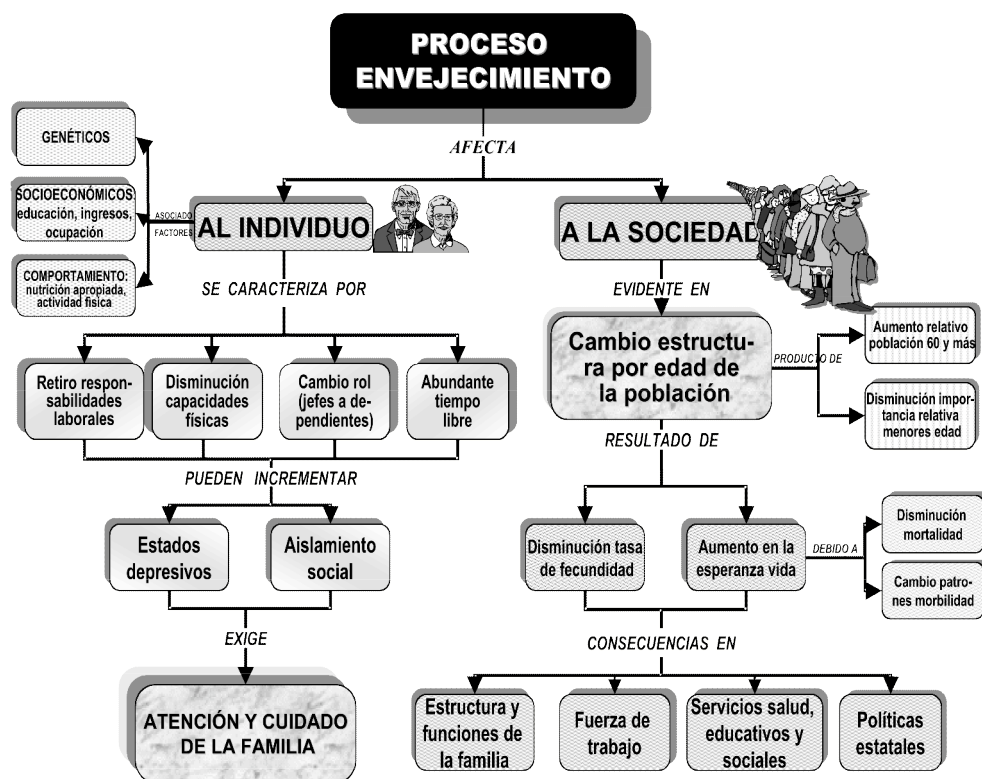 PROCESO
ENVEJECIMIENTO
AFECTA
GENÉTICOS
SOCIOECONÓMICOS
educación, ingresos,
ocupación
COMPORTAMIENTO:
nutrición apropiada,
actividad física
ASOCIADO
FACTORES
AL INDIVIDUO
A LA SOCIEDAD
SE CARACTERIZA POR
Retiro respon-
sabilidades
laborales
Disminución
capacidades
físicas
Cambio rol
(jefes a de-
pendientes)
Abundante
tiempo
libre
PUEDEN INCREMENTAR
Estados
depresivos
Aislamiento
social
EXIGE
ATENCIÓN Y CUIDADO
DE LA FAMILIA
EVIDENTE EN
Cambio estructu-
ra por edad de
la población
PRODUCTO DE
Aumento relativo
población 60 y más
Disminución impor-
tancia relativa
menores edad
RESULTADO DE
Disminución tasa
de fecundidad
Aumento en la
esperanza vida
DEBIDO A
Disminución
mortalidad
Cambio patro-
nes morbilidad
CONSECUENCIAS EN
Estructura y
funciones de
la familia
Fuerza de
trabajo
Servicios salud,
educativos y
sociales
Políticas
estatales